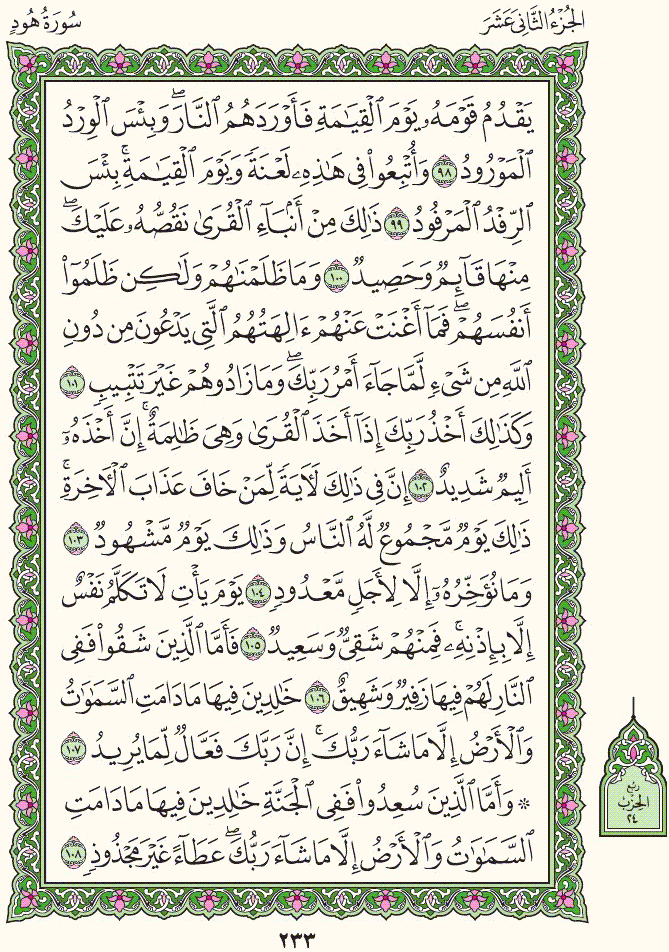 الجُزْءُ الثَّانِيَ عَشَرَ
سُورَةُ هُودٍ
يَقْدُمُ قَوْمَهُۥ يَوْمَ ٱلْقِيَٰمَةِ فَأَوْرَدَهُمُ ٱلنَّارَۖ وَبِئْسَ ٱلْوِرْدُ
ٱلْمَوْرُودُ ٩٨ وَأُتْبِعُوا۟ فِى هَٰذِهِۦ لَعْنَةً وَيَوْمَ ٱلْقِيَٰمَةِۚ بِئْسَ
ٱلرِّفْدُ ٱلْمَرْفُودُ ٩٩ ذَٰلِكَ مِنْ أَنۢبَآءِ ٱلْقُرَىٰ نَقُصُّهُۥ عَلَيْكَۖ
مِنْهَا قَآئِمٌ وَحَصِيدٌ ١٠٠ وَمَا ظَلَمْنَٰهُمْ وَلَٰكِن ظَلَمُوٓا۟
أَنفُسَهُمْۖ فَمَآ أَغْنَتْ عَنْهُمْ ءَالِهَتُهُمُ ٱلَّتِى يَدْعُونَ مِن دُونِ
ٱللَّهِ مِن شَىْءٍ لَّمَّا جَآءَ أَمْرُ رَبِّكَۖ وَمَا زَادُوهُمْ غَيْرَ تَتْبِيبٍ ١٠١
وَكَذَٰلِكَ أَخْذُ رَبِّكَ إِذَآ أَخَذَ ٱلْقُرَىٰ وَهِىَ ظَٰلِمَةٌۚ إِنَّ أَخْذَهُۥٓ
أَلِيمٌ شَدِيدٌ ١٠٢ إِنَّ فِى ذَٰلِكَ لَءَايَةً لِّمَنْ خَافَ عَذَابَ ٱلْءَاخِرَةِۚ
ذَٰلِكَ يَوْمٌ مَّجْمُوعٌ لَّهُ ٱلنَّاسُ وَذَٰلِكَ يَوْمٌ مَّشْهُودٌ ١٠٣
وَمَا نُؤَخِّرُهُۥٓ إِلَّا لِأَجَلٍ مَّعْدُودٍ ١٠٤ يَوْمَ يَأْتِ لَا تَكَلَّمُ نَفْسٌ
إِلَّا بِإِذْنِهِۦۚ فَمِنْهُمْ شَقِىٌّ وَسَعِيدٌ ١٠٥ فَأَمَّا ٱلَّذِينَ شَقُوا۟ فَفِى
ٱلنَّارِ لَهُمْ فِيهَا زَفِيرٌ وَشَهِيقٌ ١٠٦ خَٰلِدِينَ فِيهَا مَا دَامَتِ ٱلسَّمَٰوَٰتُ
وَٱلْأَرْضُ إِلَّا مَا شَآءَ رَبُّكَۚ إِنَّ رَبَّكَ فَعَّالٌ لِّمَا يُرِيدُ ١٠٧
۞ وَأَمَّا ٱلَّذِينَ سُعِدُوا۟ فَفِى ٱلْجَنَّةِ خَٰلِدِينَ فِيهَا مَا دَامَتِ
ٱلسَّمَٰوَٰتُ وَٱلْأَرْضُ إِلَّا مَا شَآءَ رَبُّكَۖ عَطَآءً غَيْرَ مَجْذُوذٍ ١٠٨
رُبْعُ
الحِزْبِ
٢٤
٢٣٣